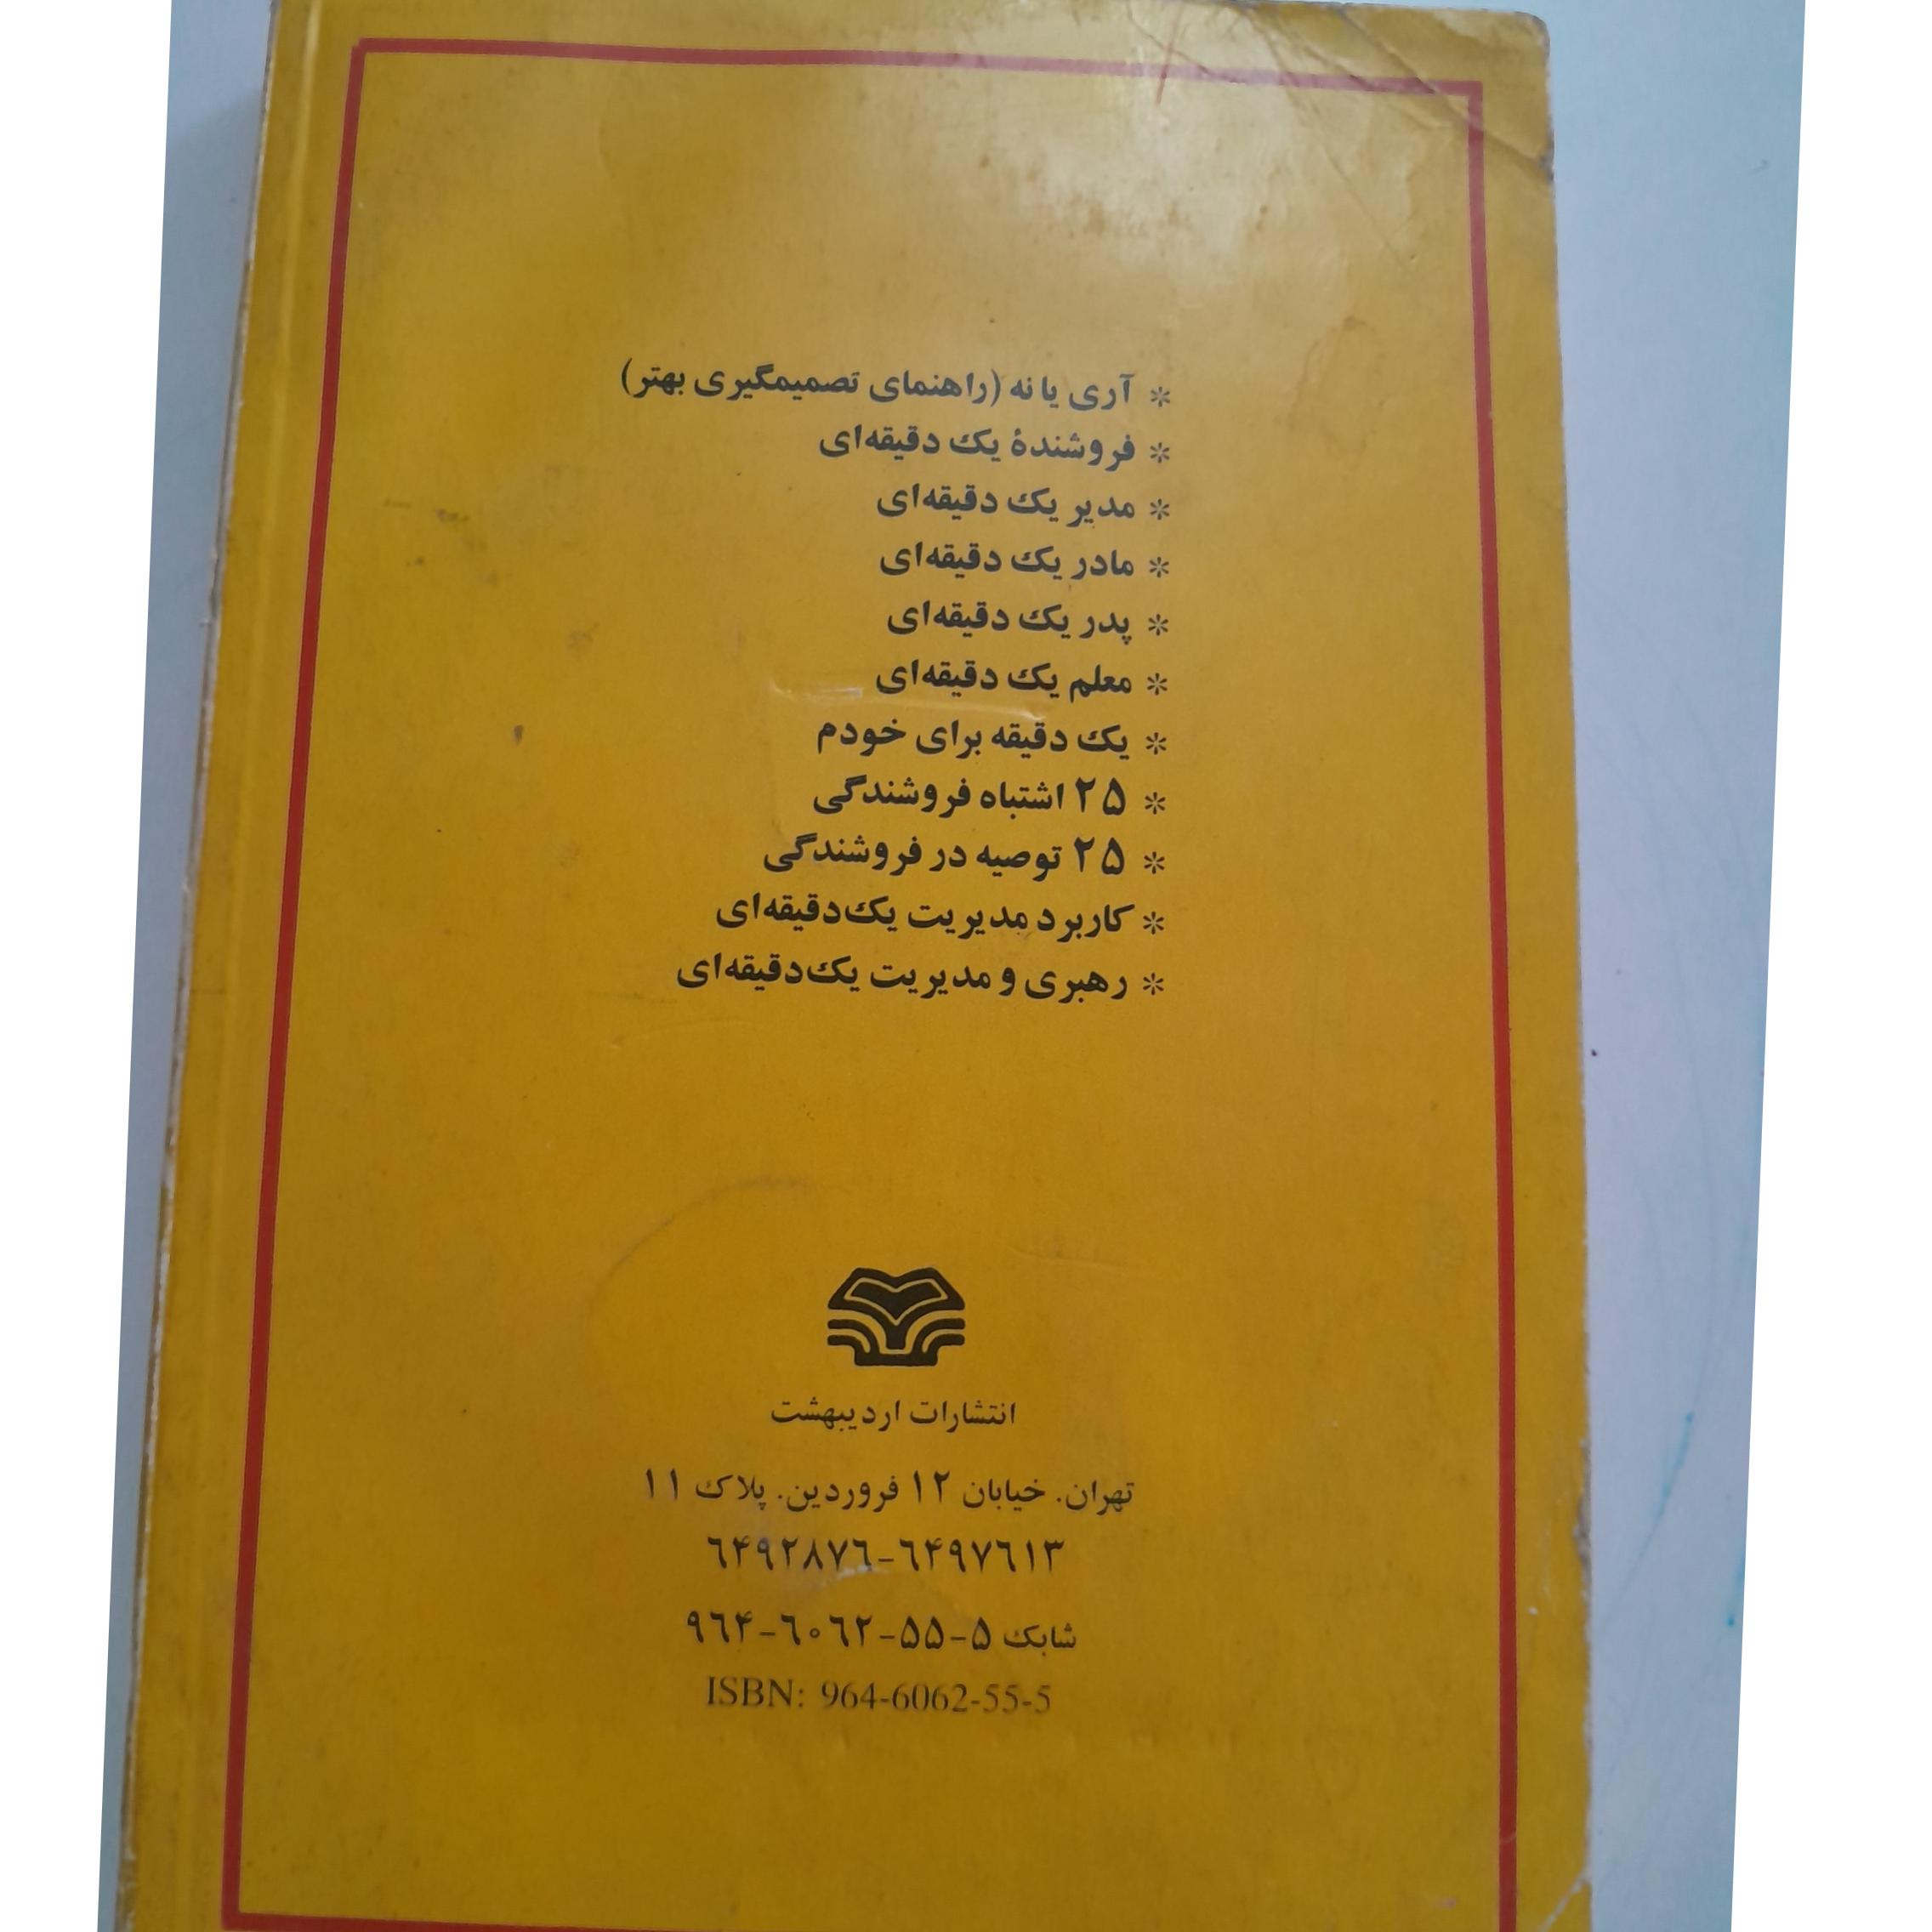 * آری یا نه (راهنمای تصمیمگیری بهتر)
* فروشندهٔ یک دقیقه‌ای
* مدیر یک دقیقه‌ای
* مادر یک دقیقه‌ای
* پدر یک دقیقه‌ای
* معلم یک دقیقه‌ای
* یک دقیقه برای خودم
* ۲۵ اشتباه فروشندگی
* ۲۵ توصیه در فروشندگی
* کاربرد مدیریت یک‌دقیقه‌ای
* رهبری و مدیریت یک‌دقیقه‌ای
انتشارات اردیبهشت
تهران. خیابان ۱۲ فروردین. پلاک ۱۱
۶۴۹۲۸۷۶-۶۴۹۷۶۱۳
شابک ۵-۵۵-۶۰۶۲-۹۶۴
ISBN: 964-6062-55-5